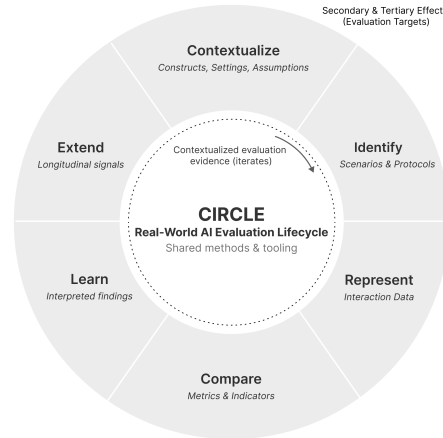 Secondary & Tertiary Effect
(Evaluation Targets)
Contextualize
Constructs, Settings, Assumptions
Extend
Longitudinal signals
Identify
Scenarios & Protocols
Contextualized evaluation
evidence (iterates)
CIRCLE
Real-World AI Evaluation Lifecycle
Shared methods & tooling
Learn
Interpreted findings
Represent
Interaction Data
Compare
Metrics & Indicators